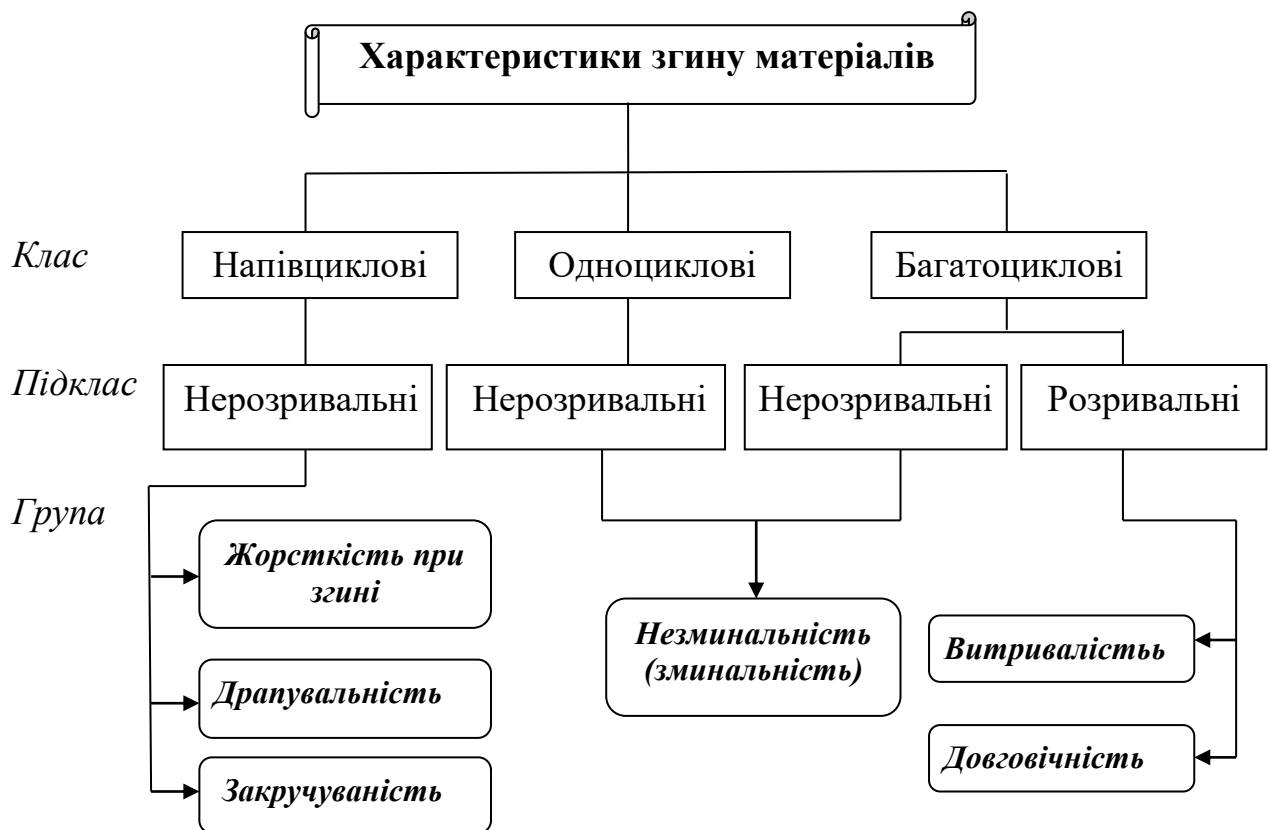 Характеристики згину матеріалів
Клас
Напівциклові
Одноциклові
Багатоциклові
Підклас
Нерозривальні
Нерозривальні
Нерозривальні
Розривальні
Група
Жорсткість при
згині
Драпувальність
Закручуваність
Незминальність
(зминальність)
Витривалістьь
Довговічність